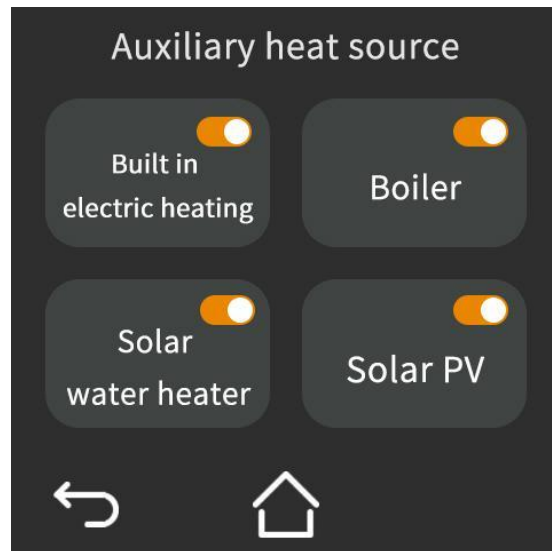 Auxiliary heat source
Built in
electric heating
Boiler
Solar
water heater
Solar PV